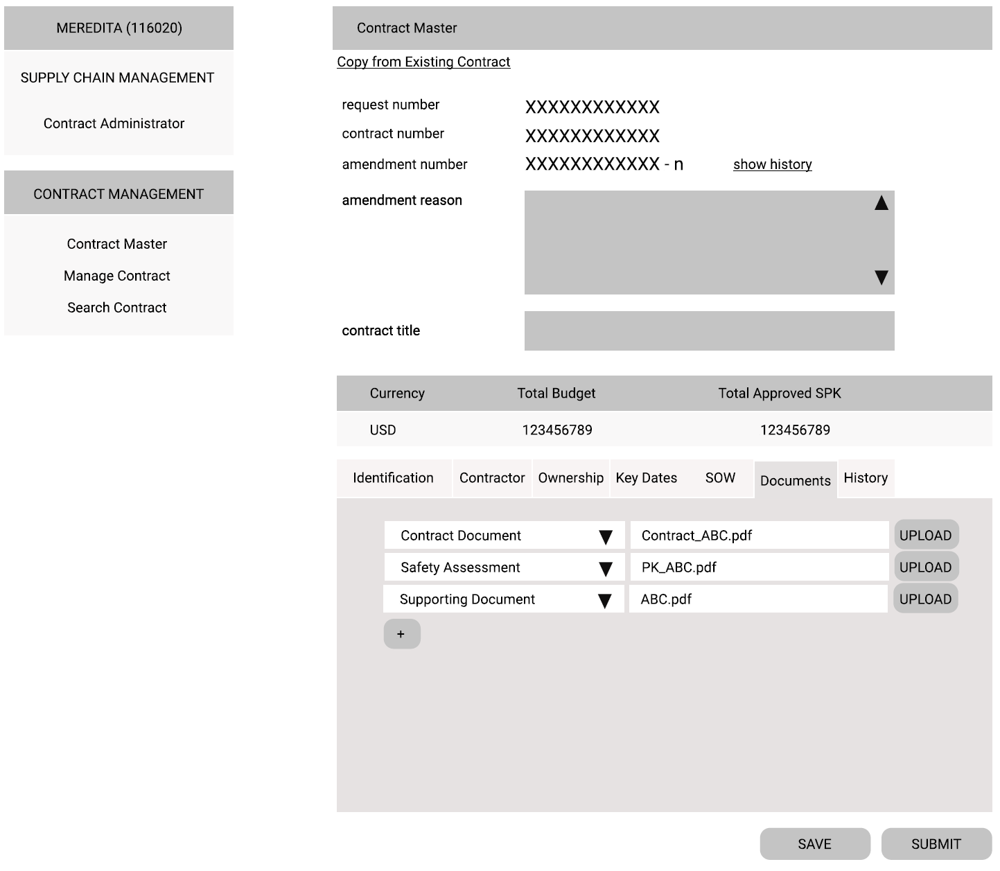 MEREDITA (116020)
SUPPLY CHAIN MANAGEMENT
Contract Administrator
CONTRACT MANAGEMENT
Contract Master
Manage Contract
Search Contract
Contract Master
Copy from Existing Contract
request number XXXXXXXXXXXX
contract number XXXXXXXXXXXX
amendment number XXXXXXXXXXXX - n show history
amendment reason
contract title
Currency Total Budget Total Approved SPK
USD 123456789 123456789
Identification Contractor Ownership Key Dates SOW Documents History
Contract Document Contract_ABC.pdf UPLOAD
Safety Assessment PK_ABC.pdf UPLOAD
Supporting Document ABC.pdf UPLOAD
+
SAVE SUBMIT